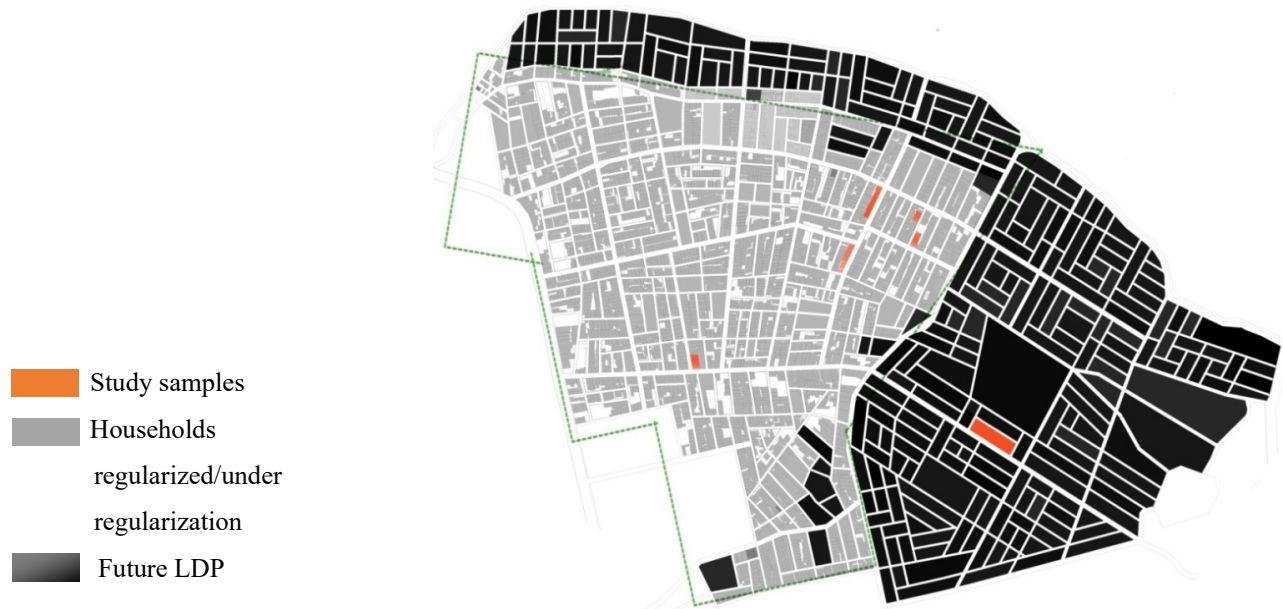 Study samples
Households
regularized/under
regularization
Future LDP